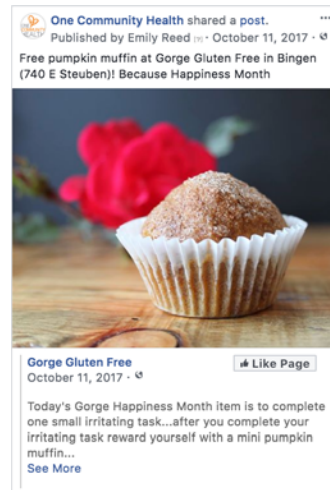 One Community Health shared a post.
Published by Emily Reed [?] · October 11, 2017 ·
Free pumpkin muffin at Gorge Gluten Free in Bingen
(740 E Steuben)! Because Happiness Month
Gorge Gluten Free
Like Page
October 11, 2017 ·
Today's Gorge Happiness Month item is to complete
one small irritating task...after you complete your
irritating task reward yourself with a mini pumpkin
muffin...
See More